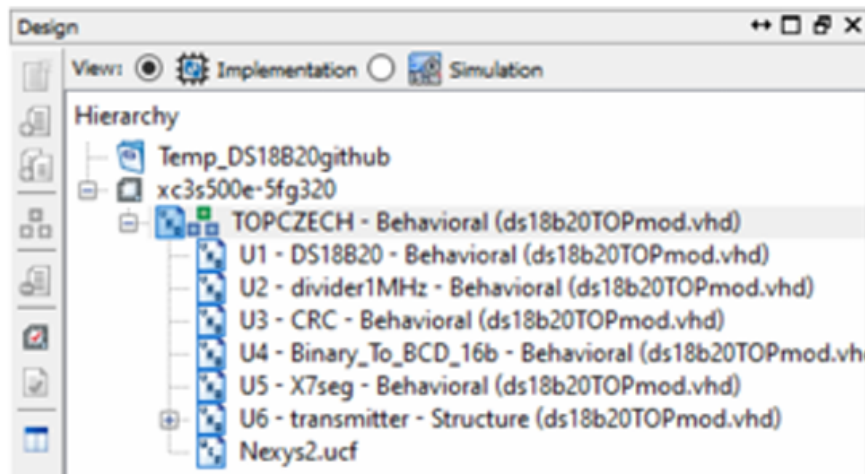 Design
View: Implementation Simulation
Hierarchy
Temp_DS18B20github
xc3s500e-5fg320
TOPCZECH - Behavioral (ds18b20TOPmod.vhd)
U1 - DS18B20 - Behavioral (ds18b20TOPmod.vhd)
U2 - divider1MHz - Behavioral (ds18b20TOPmod.vhd)
U3 - CRC - Behavioral (ds18b20TOPmod.vhd)
U4 - Binary_To_BCD_16b - Behavioral (ds18b20TOPmod.vh
U5 - X7seg - Behavioral (ds18b20TOPmod.vhd)
U6 - transmitter - Structure (ds18b20TOPmod.vhd)
Nexys2.ucf